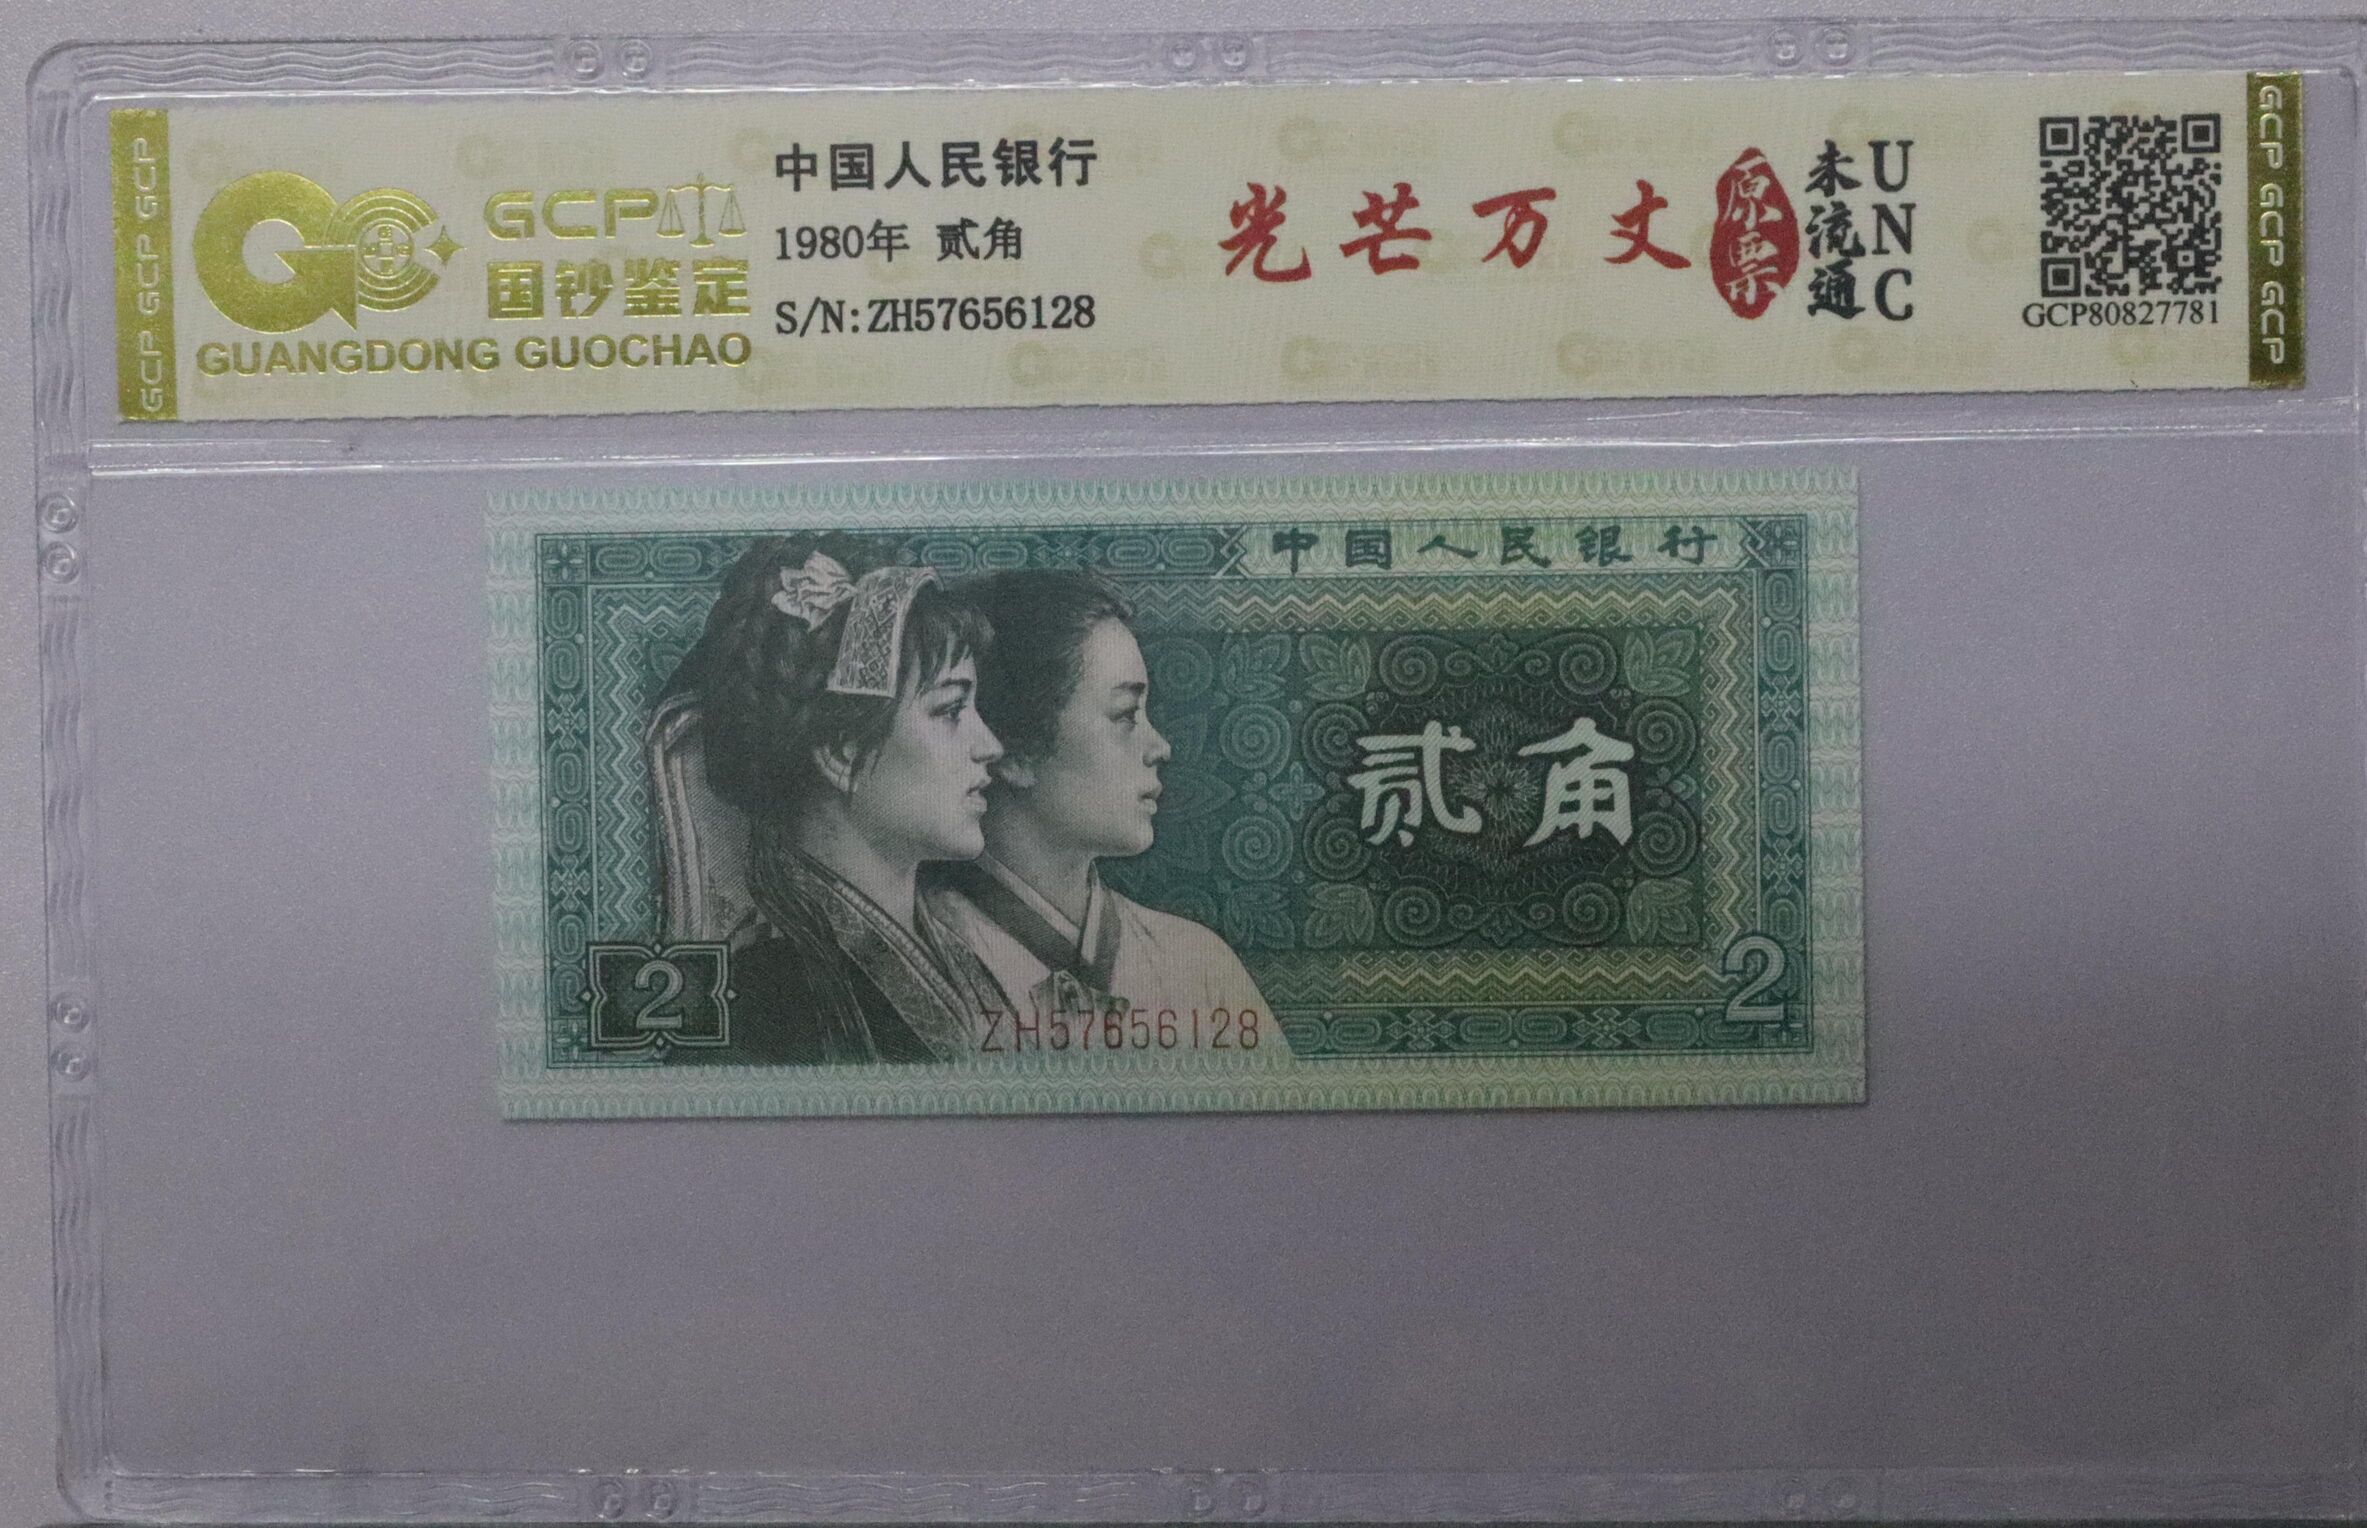 GCP GCP GCP
GCP
国钞鉴定
GUANGDONG GUOCHAO
中国人民银行
1980年 贰角
S/N:ZH57656128
光芒万丈
原票
未流通
UNC
GCP80827781
GCP GCP GCP
中国人民银行
贰角
2
2
ZH57656128